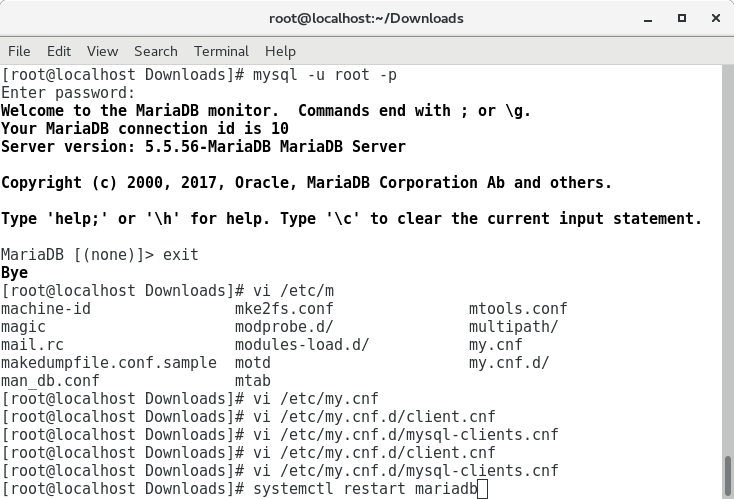 root@localhost:~/Downloads
File Edit View Search Terminal Help
[root@localhost Downloads]# mysql -u root -p
Enter password:
Welcome to the MariaDB monitor.  Commands end with ; or \g.
Your MariaDB connection id is 10
Server version: 5.5.56-MariaDB MariaDB Server
Copyright (c) 2000, 2017, Oracle, MariaDB Corporation Ab and others.
Type 'help;' or '\h' for help. Type '\c' to clear the current input statement.
MariaDB [(none)]> exit
Bye
[root@localhost Downloads]# vi /etc/m
machine-id                mke2fs.conf               mtools.conf
magic                     modprobe.d/               multipath/
mail.rc                   modules-load.d/           my.cnf
makedumpfile.conf.sample  motd                      my.cnf.d/
man_db.conf               mtab
[root@localhost Downloads]# vi /etc/my.cnf
[root@localhost Downloads]# vi /etc/my.cnf.d/client.cnf
[root@localhost Downloads]# vi /etc/my.cnf.d/mysql-clients.cnf
[root@localhost Downloads]# vi /etc/my.cnf.d/client.cnf
[root@localhost Downloads]# vi /etc/my.cnf.d/mysql-clients.cnf
[root@localhost Downloads]# systemctl restart mariadb